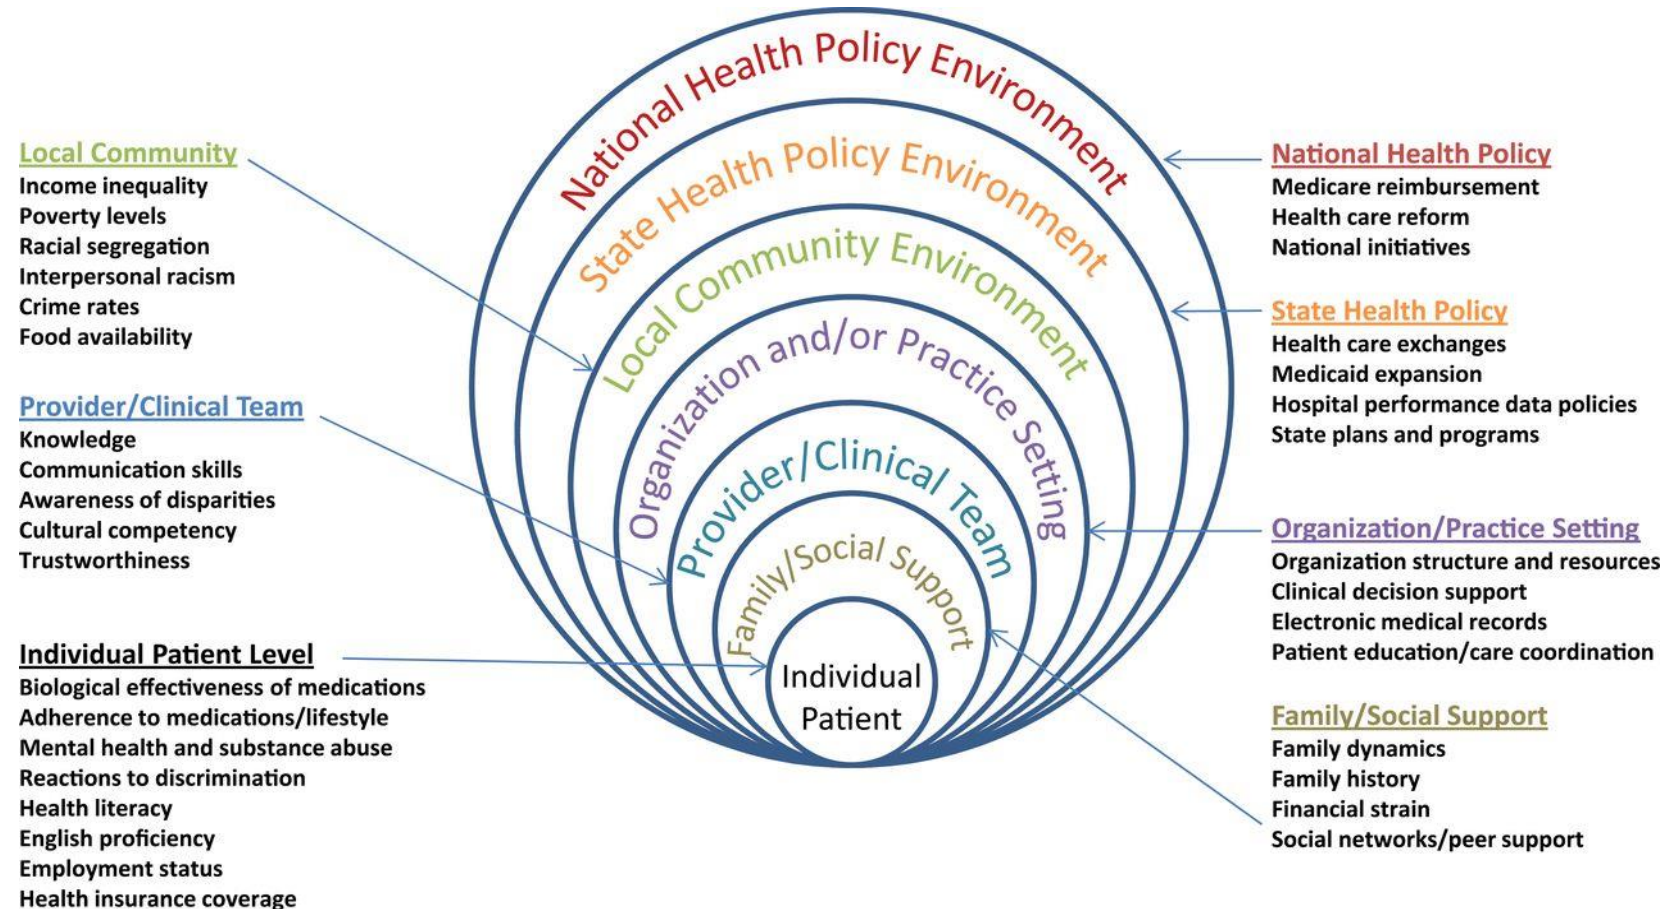 National Health Policy Environment
State Health Policy Environment
Local Community Environment
Organization and/or Practice Setting
Provider/Clinical Team
Family/Social Support
Individual
Patient
Local Community
Income inequality
Poverty levels
Racial segregation
Interpersonal racism
Crime rates
Food availability
Provider/Clinical Team
Knowledge
Communication skills
Awareness of disparities
Cultural competency
Trustworthiness
Individual Patient Level
Biological effectiveness of medications
Adherence to medications/lifestyle
Mental health and substance abuse
Reactions to discrimination
Health literacy
English proficiency
Employment status
Health insurance coverage
National Health Policy
Medicare reimbursement
Health care reform
National initiatives
State Health Policy
Health care exchanges
Medicaid expansion
Hospital performance data policies
State plans and programs
Organization/Practice Setting
Organization structure and resources
Clinical decision support
Electronic medical records
Patient education/care coordination
Family/Social Support
Family dynamics
Family history
Financial strain
Social networks/peer support